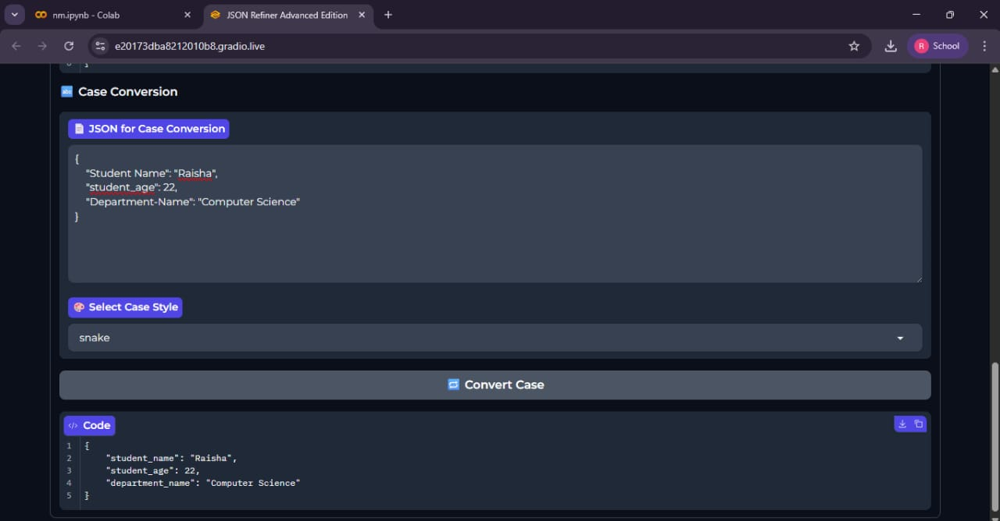 nm.ipynb - Colab
JSON Refiner Advanced Edition
e20173dba8212010b8.gradio.live
R School
}
abc Case Conversion
JSON for Case Conversion
{
"Student Name": "Raisha",
"student_age": 22,
"Department-Name": "Computer Science"
}
Select Case Style
snake
Convert Case
</> Code
1 {
2 "student_name": "Raisha",
3 "student_age": 22,
4 "department_name": "Computer Science"
5 }